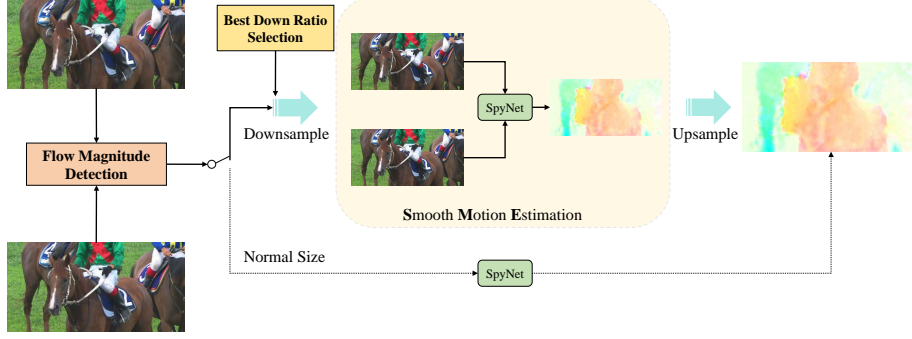 Best Down Ratio
Selection
Flow Magnitude
Detection
Downsample
SpyNet
Upsample
Smooth Motion Estimation
Normal Size
SpyNet